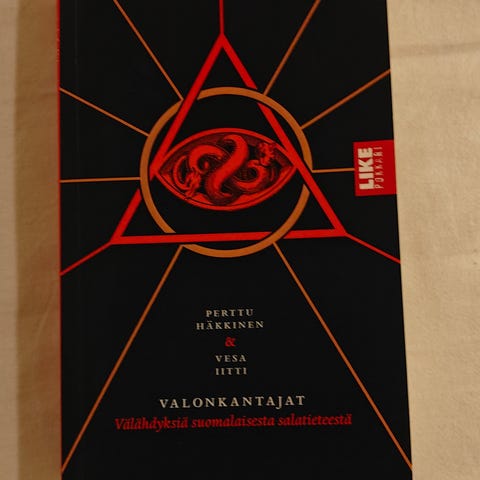 LIKE
POKKARI
PERTTU
HÄKKINEN
&
VESA
IITTI
VALONKANTAJAT
Välähdyksiä suomalaisesta salatieteestä